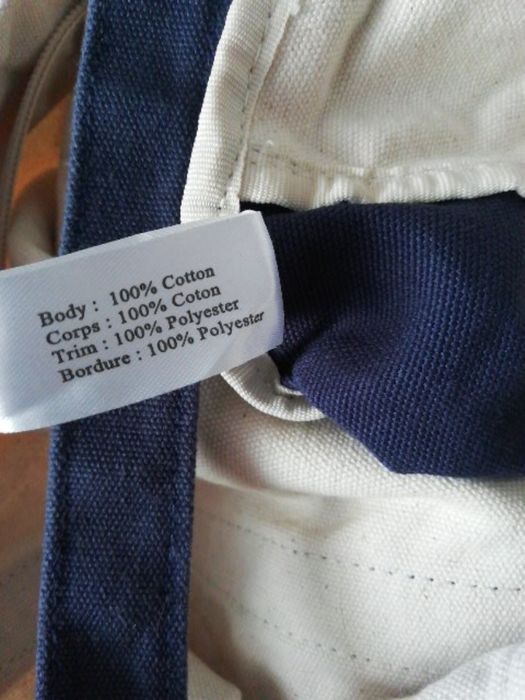 Body : 100% Cotton
Corps : 100% Coton
Trim : 100% Polyester
Bordure : 100% Polyester